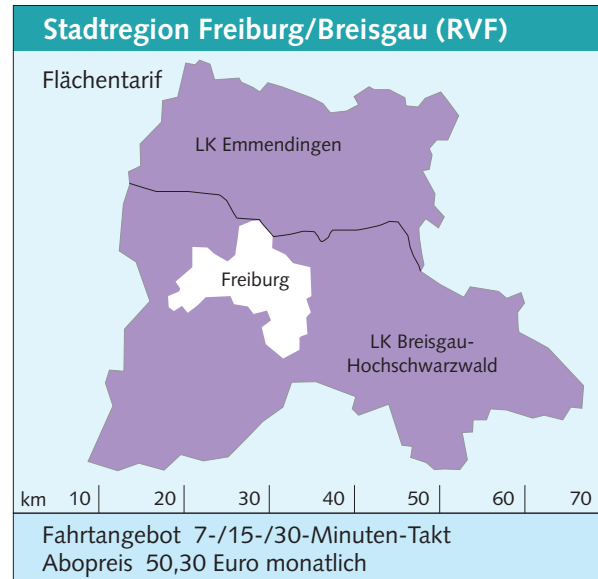 Stadtregion Freiburg/Breisgau (RVF)
Flächentarif
LK Emmendingen
Freiburg
LK Breisgau-
Hochschwarzwald
km 10 20 30 40 50 60 70
Fahrtangebot 7-/15-/30-Minuten-Takt
Abopreis 50,30 Euro monatlich